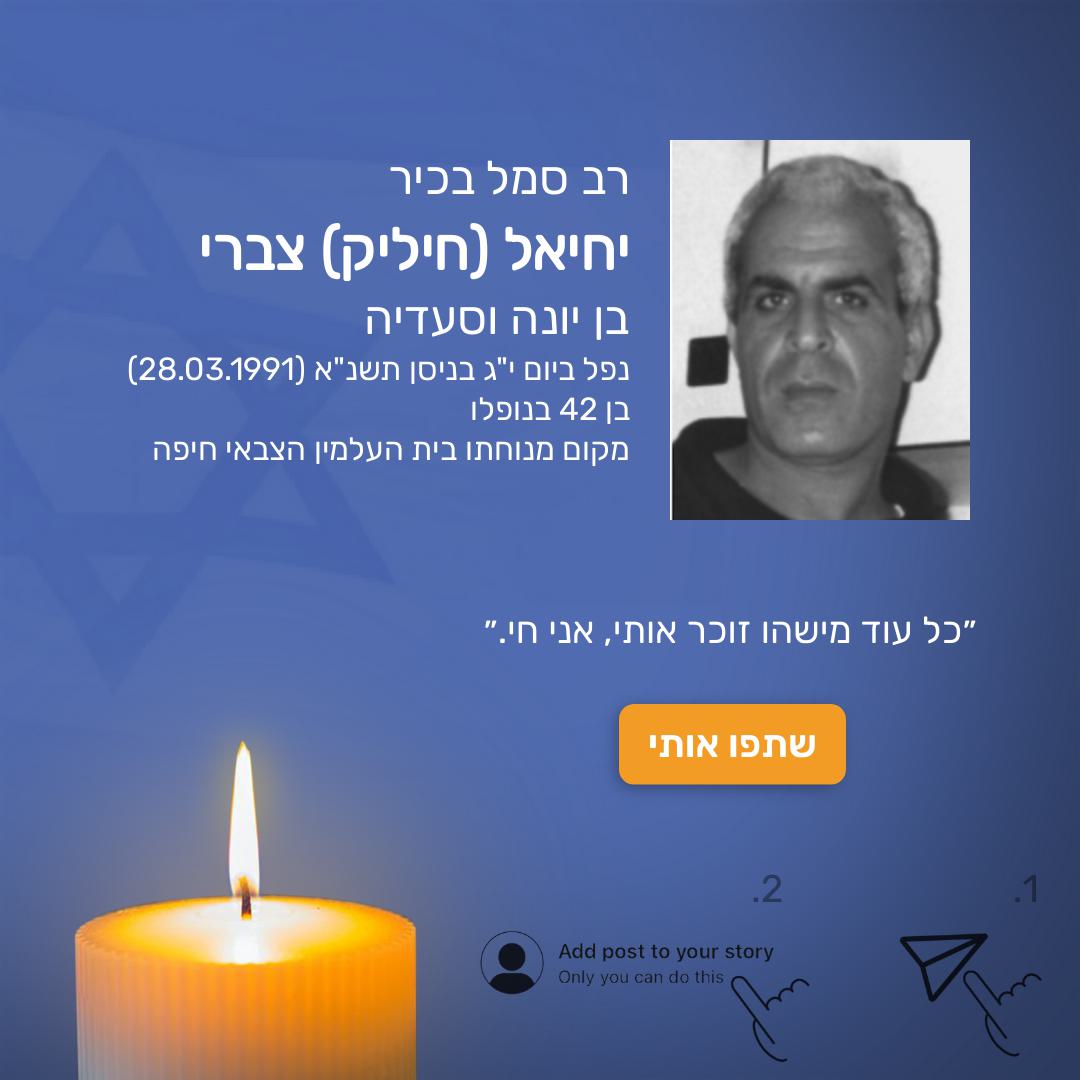 רב סמל בכיר
יחיאל (חיליק) צברי
בן יונה וסעדיה
נפל ביום י"ג בניסן תשנ"א (28.03.1991)
בן 42 בנופלו
מקום מנוחתו בית העלמין הצבאי חיפה
״כל עוד מישהו זוכר אותי, אני חי.״
שתפו אותי
1.
2.
Add post to your story
Only you can do this